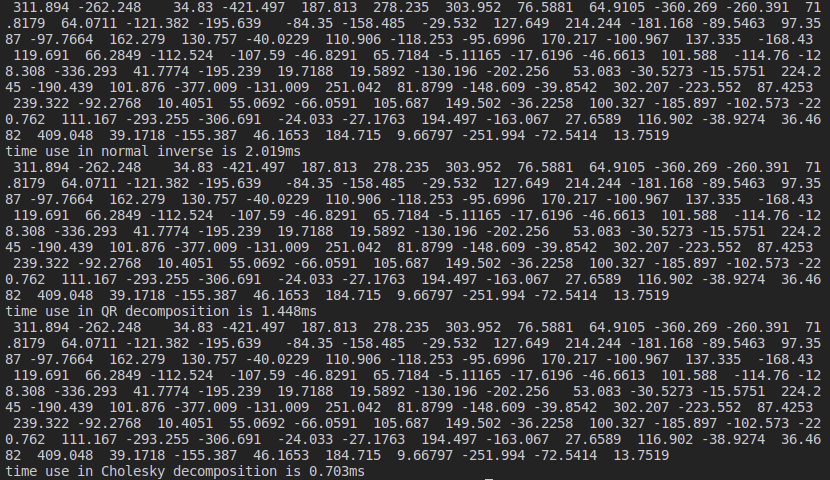 311.894 -262.248    34.83 -421.497  187.813  278.235  303.952  76.5881  64.9105 -360.269 -260.391  71
.8179  64.0711 -121.382 -195.639   -84.35 -158.485  -29.532  127.649  214.244 -181.168 -89.5463  97.35
87 -97.7664  162.279  130.757 -40.0229  110.906 -118.253 -95.6996  170.217 -100.967  137.335  -168.43
119.691  66.2849 -112.524  -107.59 -46.8291  65.7184 -5.11165 -17.6196 -46.6613  101.588  -114.76 -12
8.308 -336.293  41.7774 -195.239  19.7188  19.5892 -130.196 -202.256   53.083 -30.5273 -15.5751  224.2
45 -190.439  101.876 -377.009 -131.009  251.042  81.8799 -148.609 -39.8542  302.207 -223.552  87.4253
239.322 -92.2768  10.4051  55.0692 -66.0591  105.687  149.502 -36.2258  100.327 -185.897 -102.573 -22
0.762  111.167 -293.255 -306.691  -24.033 -27.1763  194.497 -163.067  27.6589  116.902 -38.9274  36.46
82  409.048  39.1718 -155.387  46.1653  184.715  9.66797 -251.994 -72.5414  13.7519
time use in normal inverse is 2.019ms
311.894 -262.248    34.83 -421.497  187.813  278.235  303.952  76.5881  64.9105 -360.269 -260.391  71
.8179  64.0711 -121.382 -195.639   -84.35 -158.485  -29.532  127.649  214.244 -181.168 -89.5463  97.35
87 -97.7664  162.279  130.757 -40.0229  110.906 -118.253 -95.6996  170.217 -100.967  137.335  -168.43
119.691  66.2849 -112.524  -107.59 -46.8291  65.7184 -5.11165 -17.6196 -46.6613  101.588  -114.76 -12
8.308 -336.293  41.7774 -195.239  19.7188  19.5892 -130.196 -202.256   53.083 -30.5273 -15.5751  224.2
45 -190.439  101.876 -377.009 -131.009  251.042  81.8799 -148.609 -39.8542  302.207 -223.552  87.4253
239.322 -92.2768  10.4051  55.0692 -66.0591  105.687  149.502 -36.2258  100.327 -185.897 -102.573 -22
0.762  111.167 -293.255 -306.691  -24.033 -27.1763  194.497 -163.067  27.6589  116.902 -38.9274  36.46
82  409.048  39.1718 -155.387  46.1653  184.715  9.66797 -251.994 -72.5414  13.7519
time use in QR decomposition is 1.448ms
311.894 -262.248    34.83 -421.497  187.813  278.235  303.952  76.5881  64.9105 -360.269 -260.391  71
.8179  64.0711 -121.382 -195.639   -84.35 -158.485  -29.532  127.649  214.244 -181.168 -89.5463  97.35
87 -97.7664  162.279  130.757 -40.0229  110.906 -118.253 -95.6996  170.217 -100.967  137.335  -168.43
119.691  66.2849 -112.524  -107.59 -46.8291  65.7184 -5.11165 -17.6196 -46.6613  101.588  -114.76 -12
8.308 -336.293  41.7774 -195.239  19.7188  19.5892 -130.196 -202.256   53.083 -30.5273 -15.5751  224.2
45 -190.439  101.876 -377.009 -131.009  251.042  81.8799 -148.609 -39.8542  302.207 -223.552  87.4253
239.322 -92.2768  10.4051  55.0692 -66.0591  105.687  149.502 -36.2258  100.327 -185.897 -102.573 -22
0.762  111.167 -293.255 -306.691  -24.033 -27.1763  194.497 -163.067  27.6589  116.902 -38.9274  36.46
82  409.048  39.1718 -155.387  46.1653  184.715  9.66797 -251.994 -72.5414  13.7519
time use in Cholesky decomposition is 0.703ms